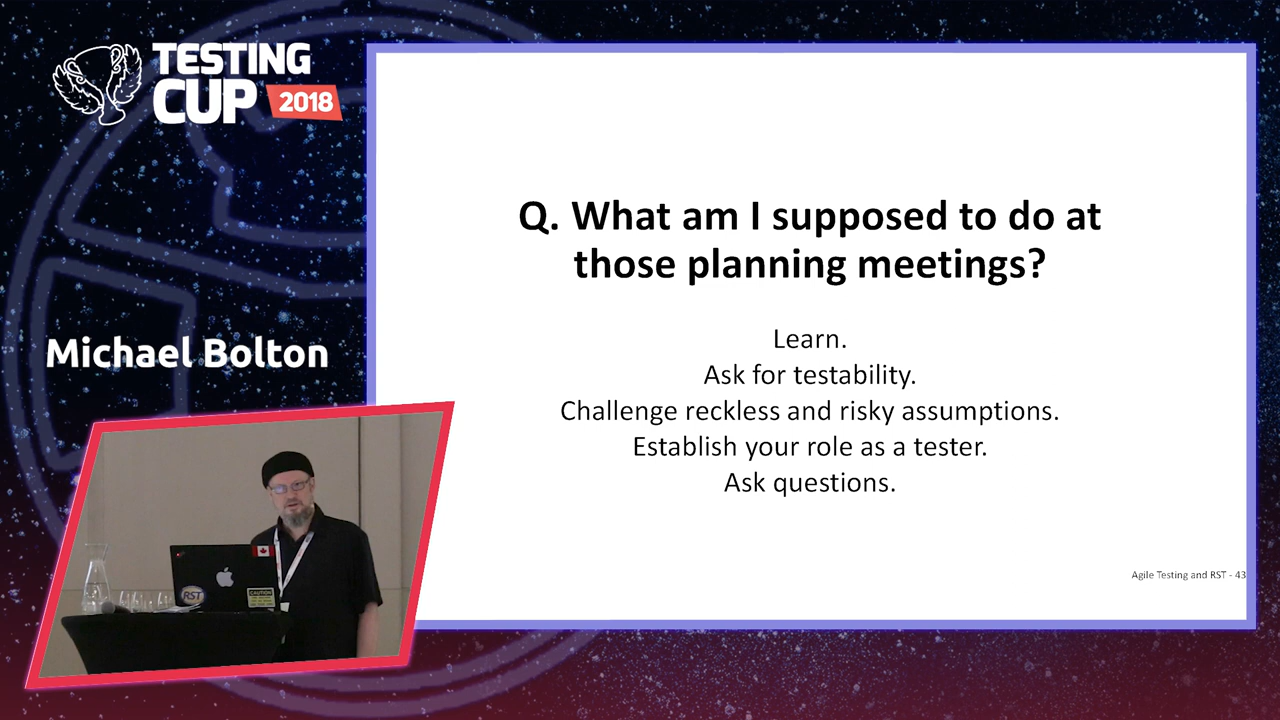 TESTING
CUP
2018
Q. What am I supposed to do at
those planning meetings?
Learn.
Ask for testability.
Challenge reckless and risky assumptions.
Establish your role as a tester.
Ask questions.
Agile Testing and RST - 43
Michael Bolton
RST
CAUTION